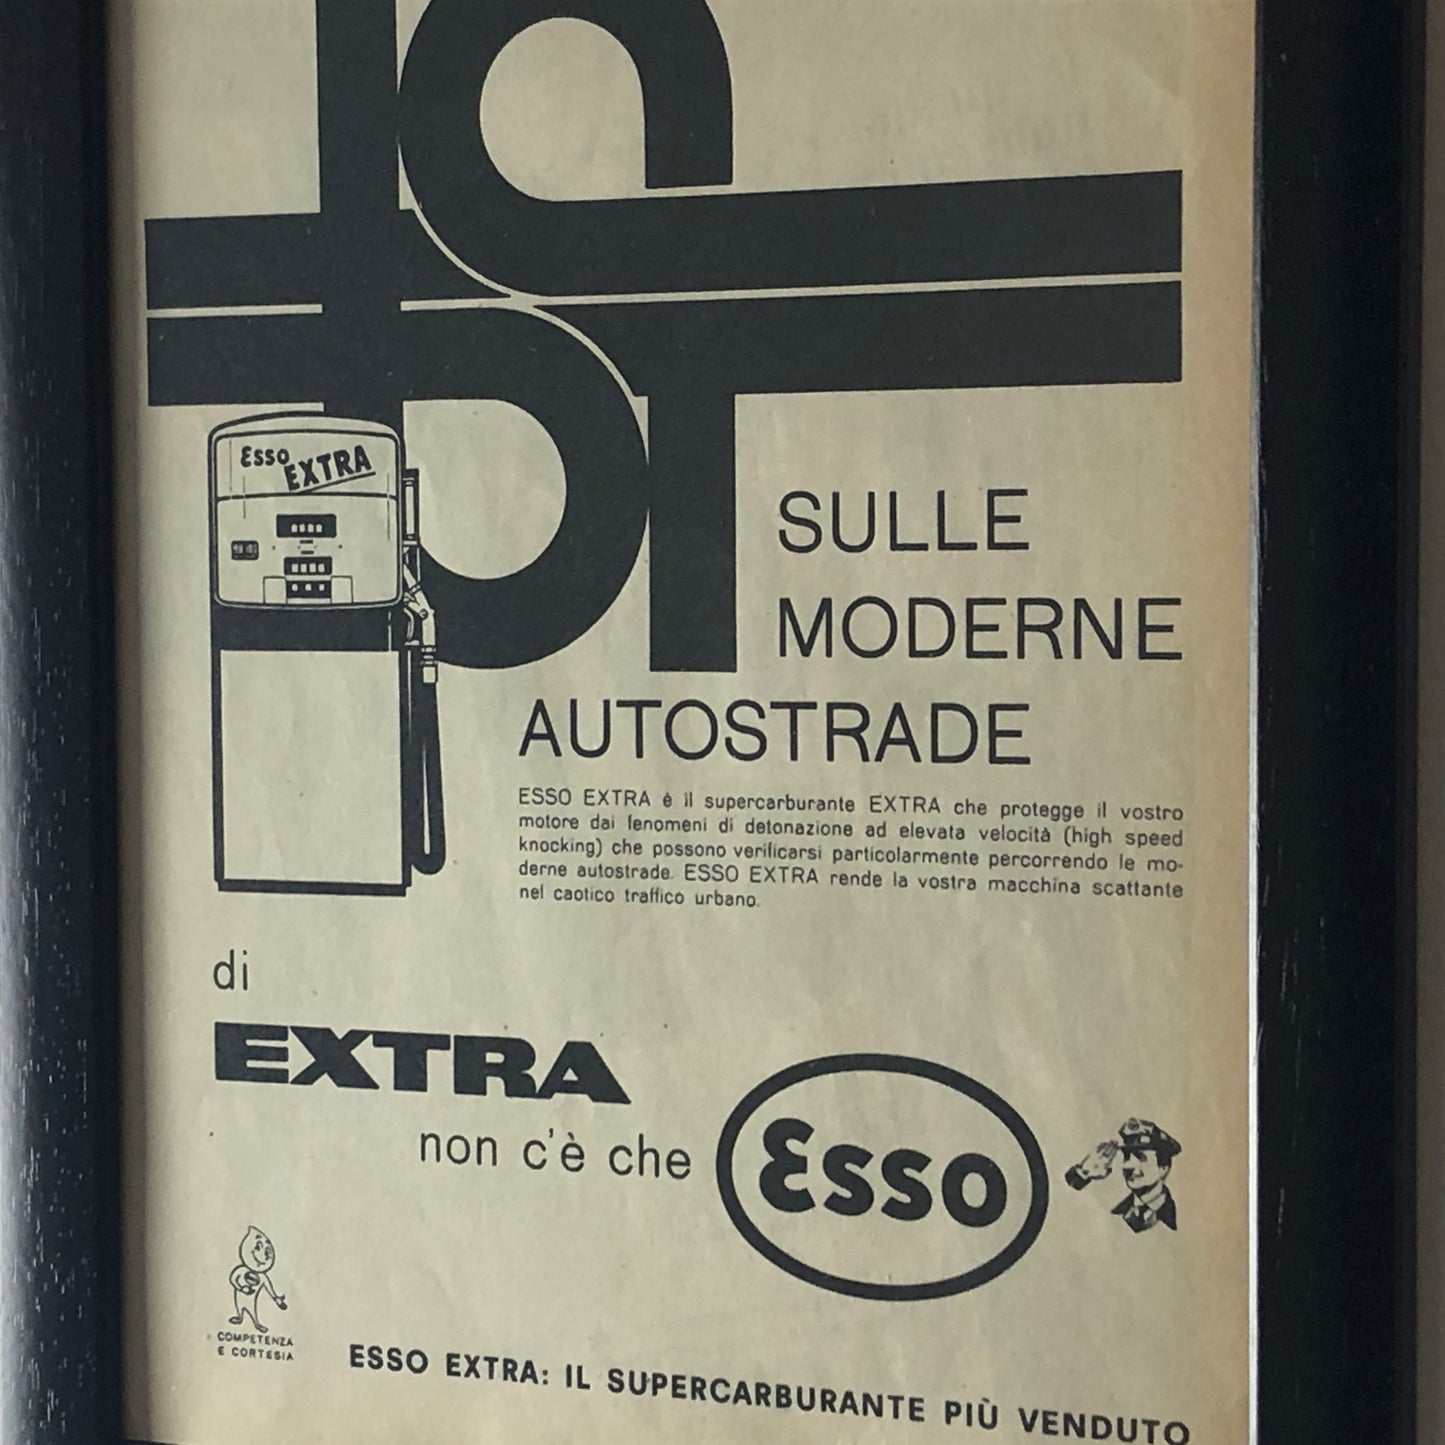 Esso
EXTRA
SULLE
MODERNE
AUTOSTRADE
ESSO EXTRA è il supercarburante EXTRA che protegge il vostro
motore dai fenomeni di detonazione ad elevata velocità (high speed
knocking) che possono verificarsi particolarmente percorrendo le mo-
derne autostrade. ESSO EXTRA rende la vostra macchina scattante
nel caotico traffico urbano.
di
EXTRA
non c'è che
Esso
COMPETENZA
E CORTESIA
ESSO EXTRA: IL SUPERCARBURANTE PIÙ VENDUTO